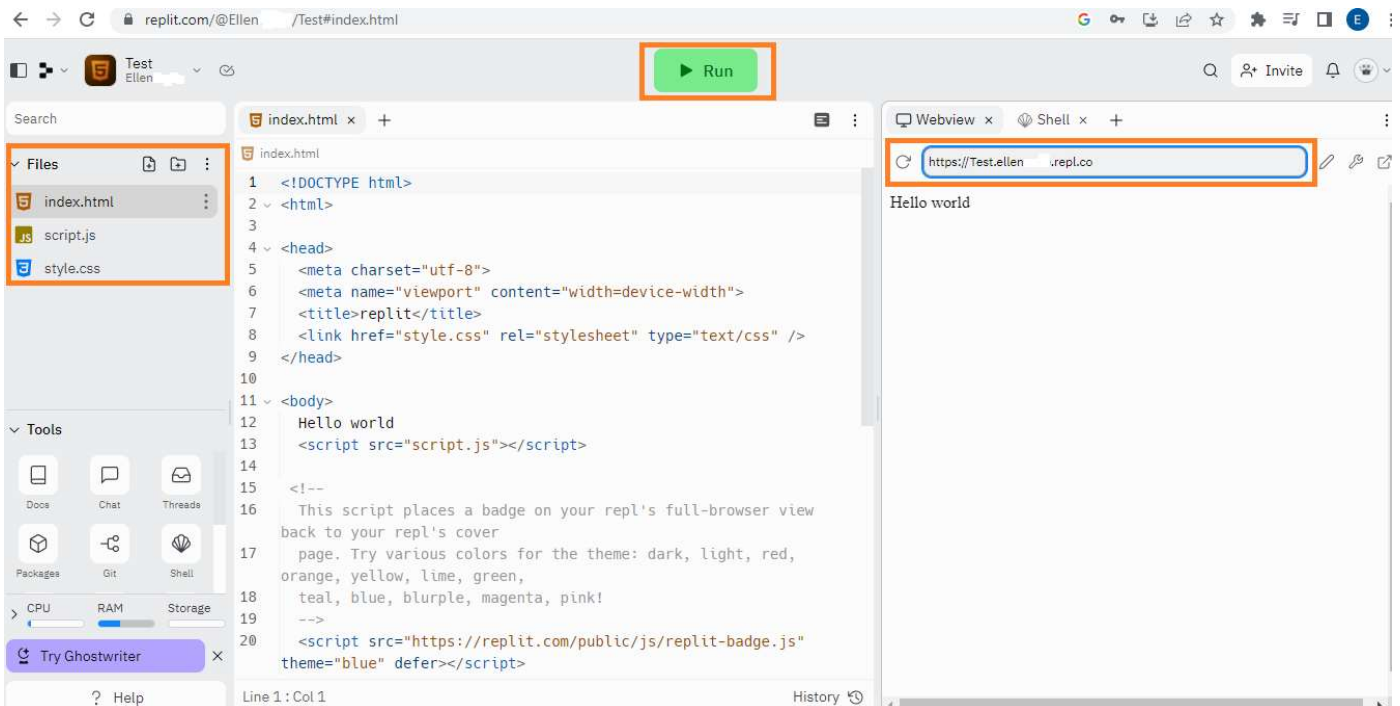 replit.com/@Ellen /Test#index.html
E
Test
Ellen
Run
Invite
Search
Files
index.html
script.js
style.css
Tools
Docs
Chat
Threads
Packages
Git
Shell
CPU
RAM
Storage
Try Ghostwriter
? Help
index.html × +
index.html
1 <!DOCTYPE html>
2 <html>
3
4 <head>
5 <meta charset="utf-8">
6 <meta name="viewport" content="width=device-width">
7 <title>replit</title>
8 <link href="style.css" rel="stylesheet" type="text/css" />
9 </head>
10
11 <body>
12 Hello world
13 <script src="script.js"></script>
14
15 <!--
16 This script places a badge on your repl's full-browser view
back to your repl's cover
17 page. Try various colors for the theme: dark, light, red,
orange, yellow, lime, green,
18 teal, blue, blurple, magenta, pink!
19 -->
20 <script src="https://replit.com/public/js/replit-badge.js"
theme="blue" defer></script>
Line 1 : Col 1
History
Webview × Shell × +
https://Test.ellen .repl.co
Hello world